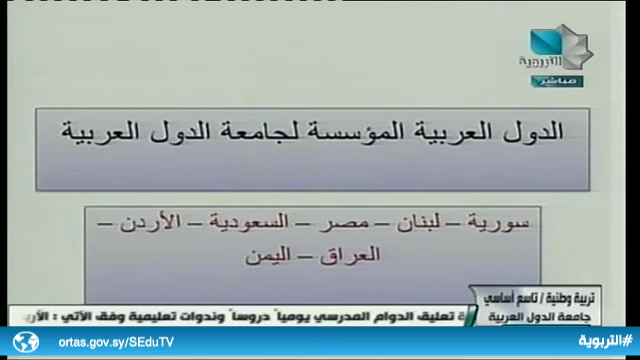 التربوية
مباشر
الدول العربية المؤسسة لجامعة الدول العربية
سورية – لبنان – مصر – السعودية – الأردن –
العراق – اليمن
تربية وطنية / تاسع أساسي
جامعة الدول العربية
ة تعليق الدوام المدرسي يومياً دروساً وندوات تعليمية وفق الآتي : الأر
ortas.gov.sy/SEduTV
#التربوية